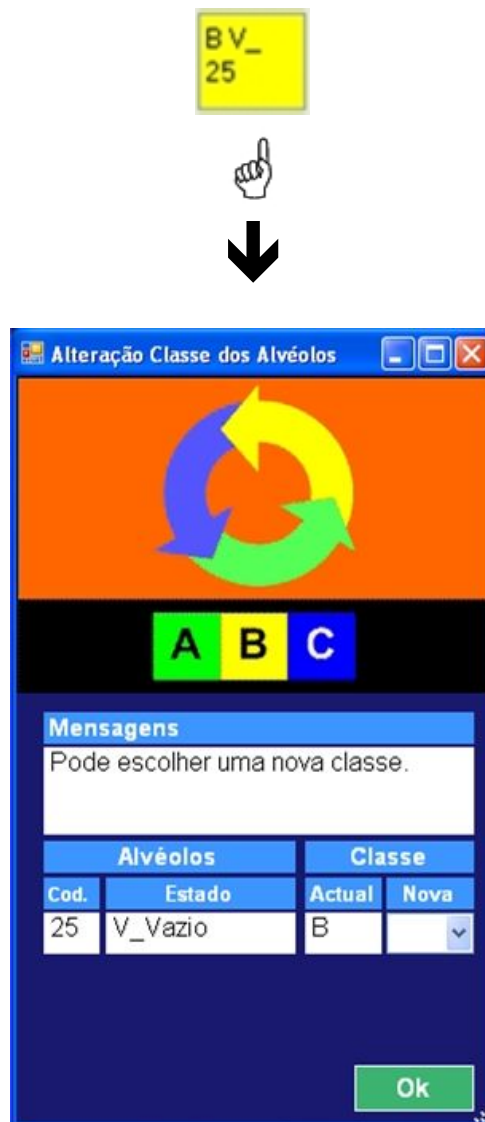 B V_
25
Alteração Classe dos Alvéolos
A B C
Mensagens
Pode escolher uma nova classe.
Alvéolos Classe
Cod. Estado Actual Nova
25 V_Vazio B
Ok